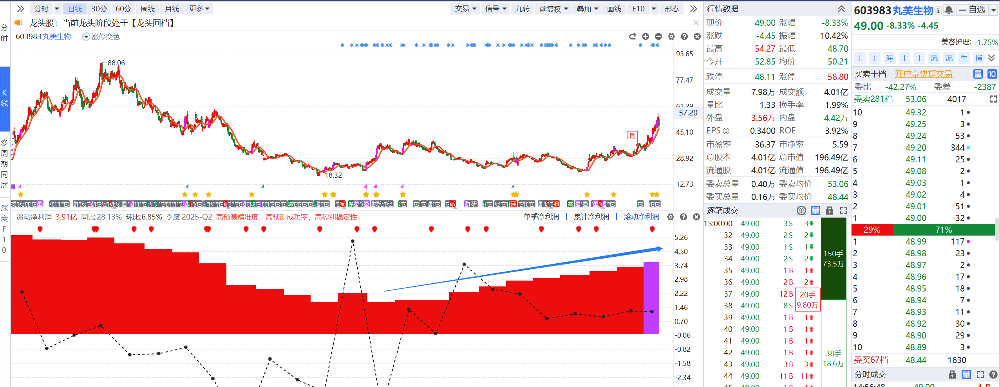 分时 日线 30分 60分 周线 月线 更多 交易 信号 九转 前复权 叠加 画线 F10 形态
龙头股：当前龙头阶段处于【龙头回档】
603983 丸美生物 涨停变色
分时
K线
多周期同屏
深度F10
88.06
18.32
自
93.65
77.47
61.29
57.20
45.10
28.92
12.73
滚动净利润 3.91亿 同比:28.13% 环比:6.85% 季度:2025-Q2 高预测精准度，高预测成功率，高盈利稳定性
单季净利润 | 累计净利润 | 滚动净利润
5.26
4.50
3.74
2.98
2.22
1.46
0.70
-0.06
-0.82
-1.58
-2.34
行情数据
现价 49.00 涨幅 -8.33%
涨跌 -4.45 振幅 10.42%
最高 54.27 最低 48.70
今开 52.85 均价 50.21
跌停 48.11 涨停 58.80
成交量 7.98万 成交额 4.01亿
量比 1.33 换手率 1.99%
外盘 3.56万 内盘 4.42万
EPS① 0.3400 ROE 3.92%
市盈率 36.37 市净率 5.59
总股本 4.01亿 总市值 196.49亿
流通股 4.01亿 流通值 196.49亿
委卖总量 0.40万 委卖均价 53.06
委买总量 0.16万 委买均价 48.44
逐笔成交 单 量
15:00:00 49.00 3 S 3
32 49.00 2 S 2
33 49.00 1 S 1
34 49.00 2 S 2
35 49.00 1 B 1
36 49.00 2 B 2
37 49.00 12 B
38 49.00 8 S
39 49.00 1 B 1
40 49.00 1 B 1
41 49.00 1 B 1
42 49.00 1 B 1
43 49.00 3 B 3
44 49.00 11 B 11
20手
9.80万
150手
73.5万
38手
18.6万
603983 丸美生物 自选
49.00 -8.33% -4.45
美容护理: -1.75%
主 主 海 主 主 流 流 牛 捕
买卖十档 开户享快捷交易 量 10
委比 -42.27% 委差 -2387
委卖281档 53.06 4017
10 49.32 1
9 49.25 3
8 49.24 53
7 49.20 344
6 49.11 25
5 49.08 2
4 49.03 1
3 49.02 4
2 49.01 51
1 49.00 32
29% 71%
1 48.99 117
2 48.98 23
3 48.97 2
4 48.96 17
5 48.95 18
6 48.94 7
7 48.93 11
8 48.92 30
9 48.90 29
10 48.89 3
委买67档 48.44 1630
分时成交 量
14:56:48 49.00 4 B